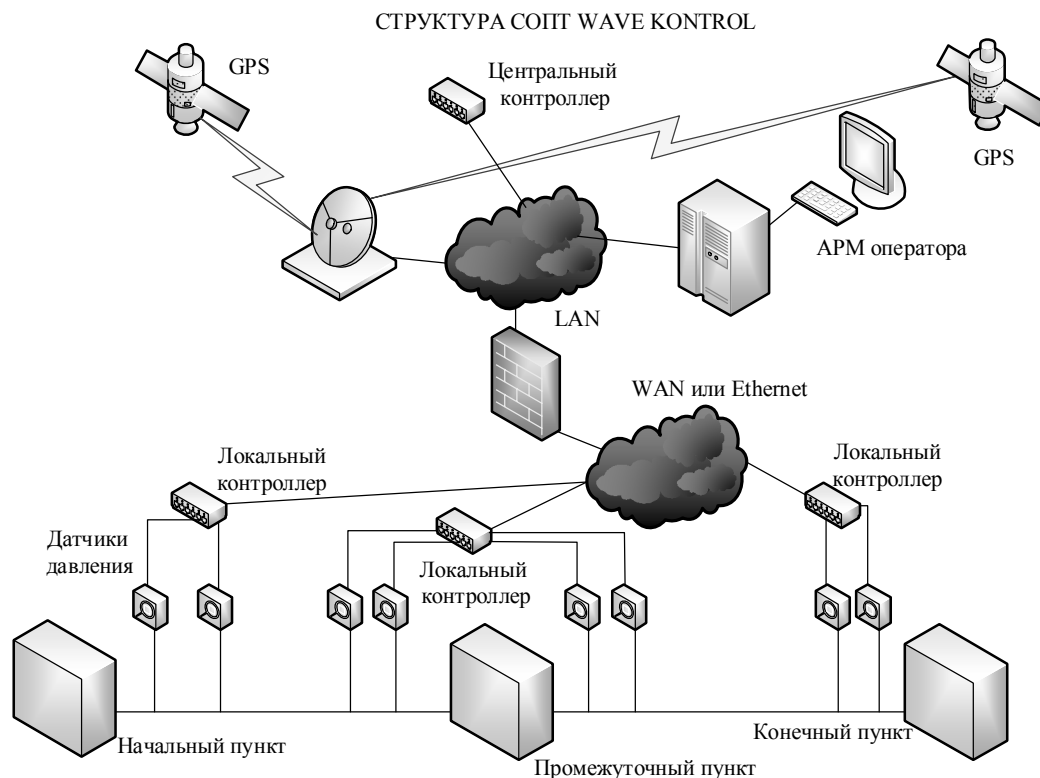 СТРУКТУРА СОПТ WAVE KONTROL
GPS
Центральный
контроллер
GPS
АРМ оператора
LAN
WAN или Ethernet
Локальный
контроллер
Локальный
контроллер
Датчики
давления
Локальный
контроллер
Начальный пункт
Конечный пункт
Промежуточный пункт